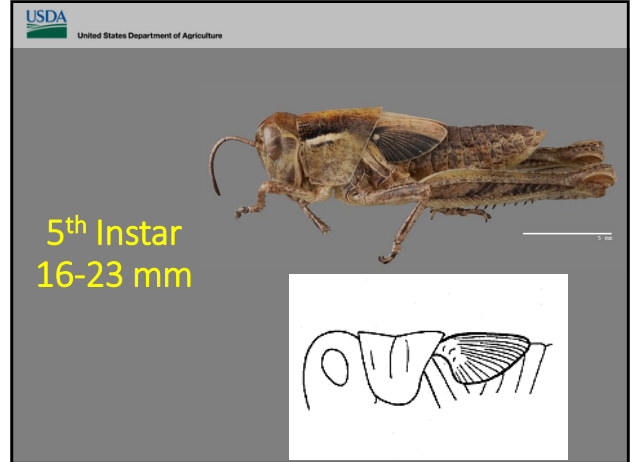 USDA
United States Department of Agriculture
5th Instar
16-23 mm
5 mm